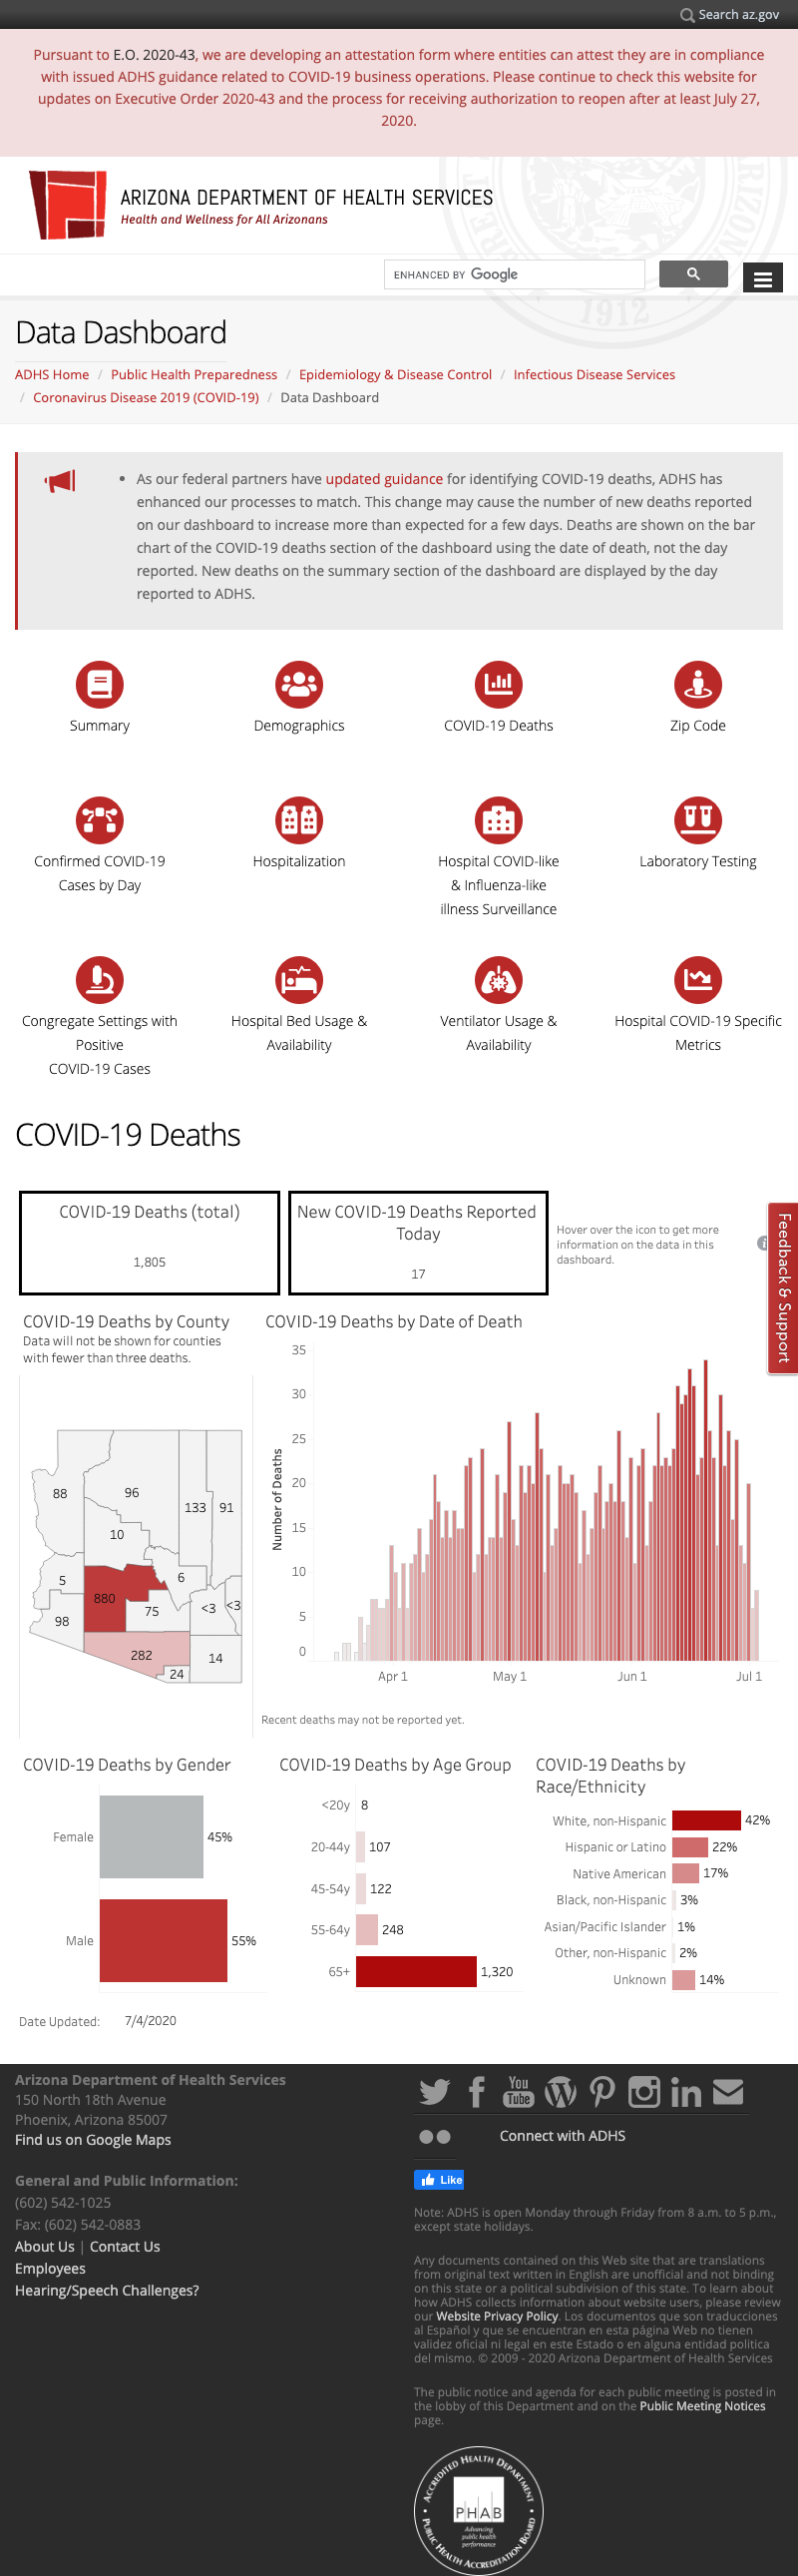 Search az.gov
Pursuant to E.O. 2020-43, we are developing an attestation form where entities can attest they are in compliance
with issued ADHS guidance related to COVID-19 business operations. Please continue to check this website for
updates on Executive Order 2020-43 and the process for receiving authorization to reopen after at least July 27,
2020.
ARIZONA DEPARTMENT OF HEALTH SERVICES
Health and Wellness for All Arizonans
ENHANCED BY Google
1912
Data Dashboard
ADHS Home / Public Health Preparedness / Epidemiology & Disease Control / Infectious Disease Services
/ Coronavirus Disease 2019 (COVID-19) / Data Dashboard
• As our federal partners have updated guidance for identifying COVID-19 deaths, ADHS has
enhanced our processes to match. This change may cause the number of new deaths reported
on our dashboard to increase more than expected for a few days. Deaths are shown on the bar
chart of the COVID-19 deaths section of the dashboard using the date of death, not the day
reported. New deaths on the summary section of the dashboard are displayed by the day
reported to ADHS.
Summary
Demographics
COVID-19 Deaths
Zip Code
Confirmed COVID-19
Cases by Day
Hospitalization
Hospital COVID-like
& Influenza-like
illness Surveillance
Laboratory Testing
Congregate Settings with
Positive
COVID-19 Cases
Hospital Bed Usage &
Availability
Ventilator Usage &
Availability
Hospital COVID-19 Specific
Metrics
COVID-19 Deaths
COVID-19 Deaths (total)
1,805
New COVID-19 Deaths Reported
Today
17
Hover over the icon to get more
information on the data in this
dashboard.
Feedback & Support
COVID-19 Deaths by County
Data will not be shown for counties
with fewer than three deaths.
88
96
133
91
10
5
880
6
75
<3
<3
98
282
14
24
COVID-19 Deaths by Date of Death
Number of Deaths
35
30
25
20
15
10
5
0
Apr 1
May 1
Jun 1
Jul 1
Recent deaths may not be reported yet.
COVID-19 Deaths by Gender
Female 45%
Male 55%
COVID-19 Deaths by Age Group
<20y 8
20-44y 107
45-54y 122
55-64y 248
65+ 1,320
COVID-19 Deaths by
Race/Ethnicity
White, non-Hispanic 42%
Hispanic or Latino 22%
Native American 17%
Black, non-Hispanic 3%
Asian/Pacific Islander 1%
Other, non-Hispanic 2%
Unknown 14%
Date Updated: 7/4/2020
Arizona Department of Health Services
150 North 18th Avenue
Phoenix, Arizona 85007
Find us on Google Maps
General and Public Information:
(602) 542-1025
Fax: (602) 542-0883
About Us | Contact Us
Employees
Hearing/Speech Challenges?
You
Tube
Connect with ADHS
Like
Note: ADHS is open Monday through Friday from 8 a.m. to 5 p.m.,
except state holidays.
Any documents contained on this Web site that are translations
from original text written in English are unofficial and not binding
on this state or a political subdivision of this state. To learn about
how ADHS collects information about website users, please review
our Website Privacy Policy. Los documentos que son traducciones
al Español y que se encuentran en esta página Web no tienen
validez oficial ni legal en este Estado o en alguna entidad política
del mismo. © 2009 - 2020 Arizona Department of Health Services
The public notice and agenda for each public meeting is posted in
the lobby of this Department and on the Public Meeting Notices
page.
ACCREDITED HEALTH DEPARTMENT
PHAB
Advancing
public health
performance
PUBLIC HEALTH ACCREDITATION BOARD